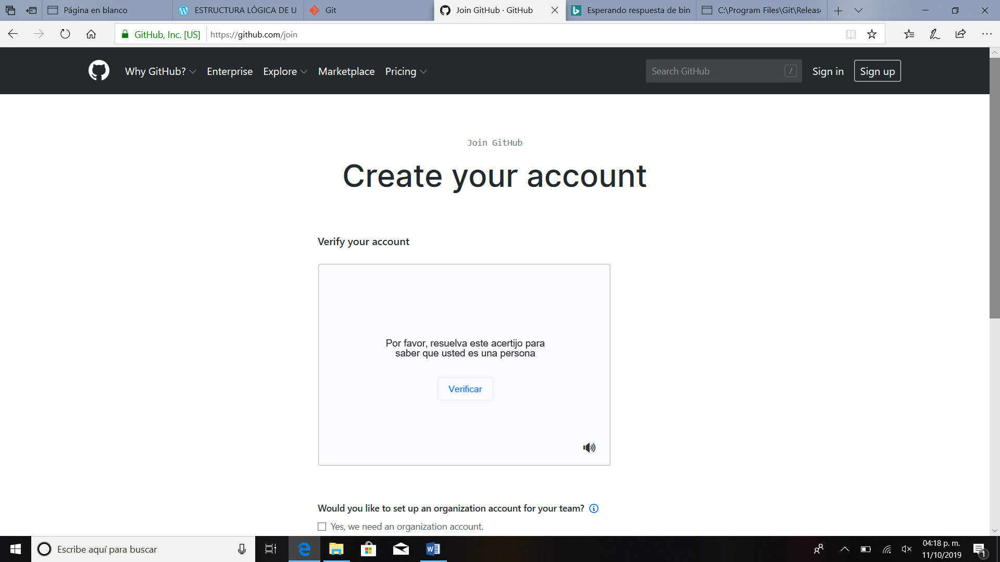 Página en blanco
ESTRUCTURA LÓGICA DE U
Git
Join GitHub · GitHub
Esperando respuesta de bin
C:\Program Files\Git\Releas
GitHub, Inc. [US]
https://github.com/join
Why GitHub?
Enterprise
Explore
Marketplace
Pricing
Search GitHub
/
Sign in
Sign up
Join GitHub
Create your account
Verify your account
Por favor, resuelva este acertijo para
saber que usted es una persona
Verificar
Would you like to set up an organization account for your team?
Yes, we need an organization account.
Escribe aquí para buscar
04:18 p. m.
11/10/2019
1